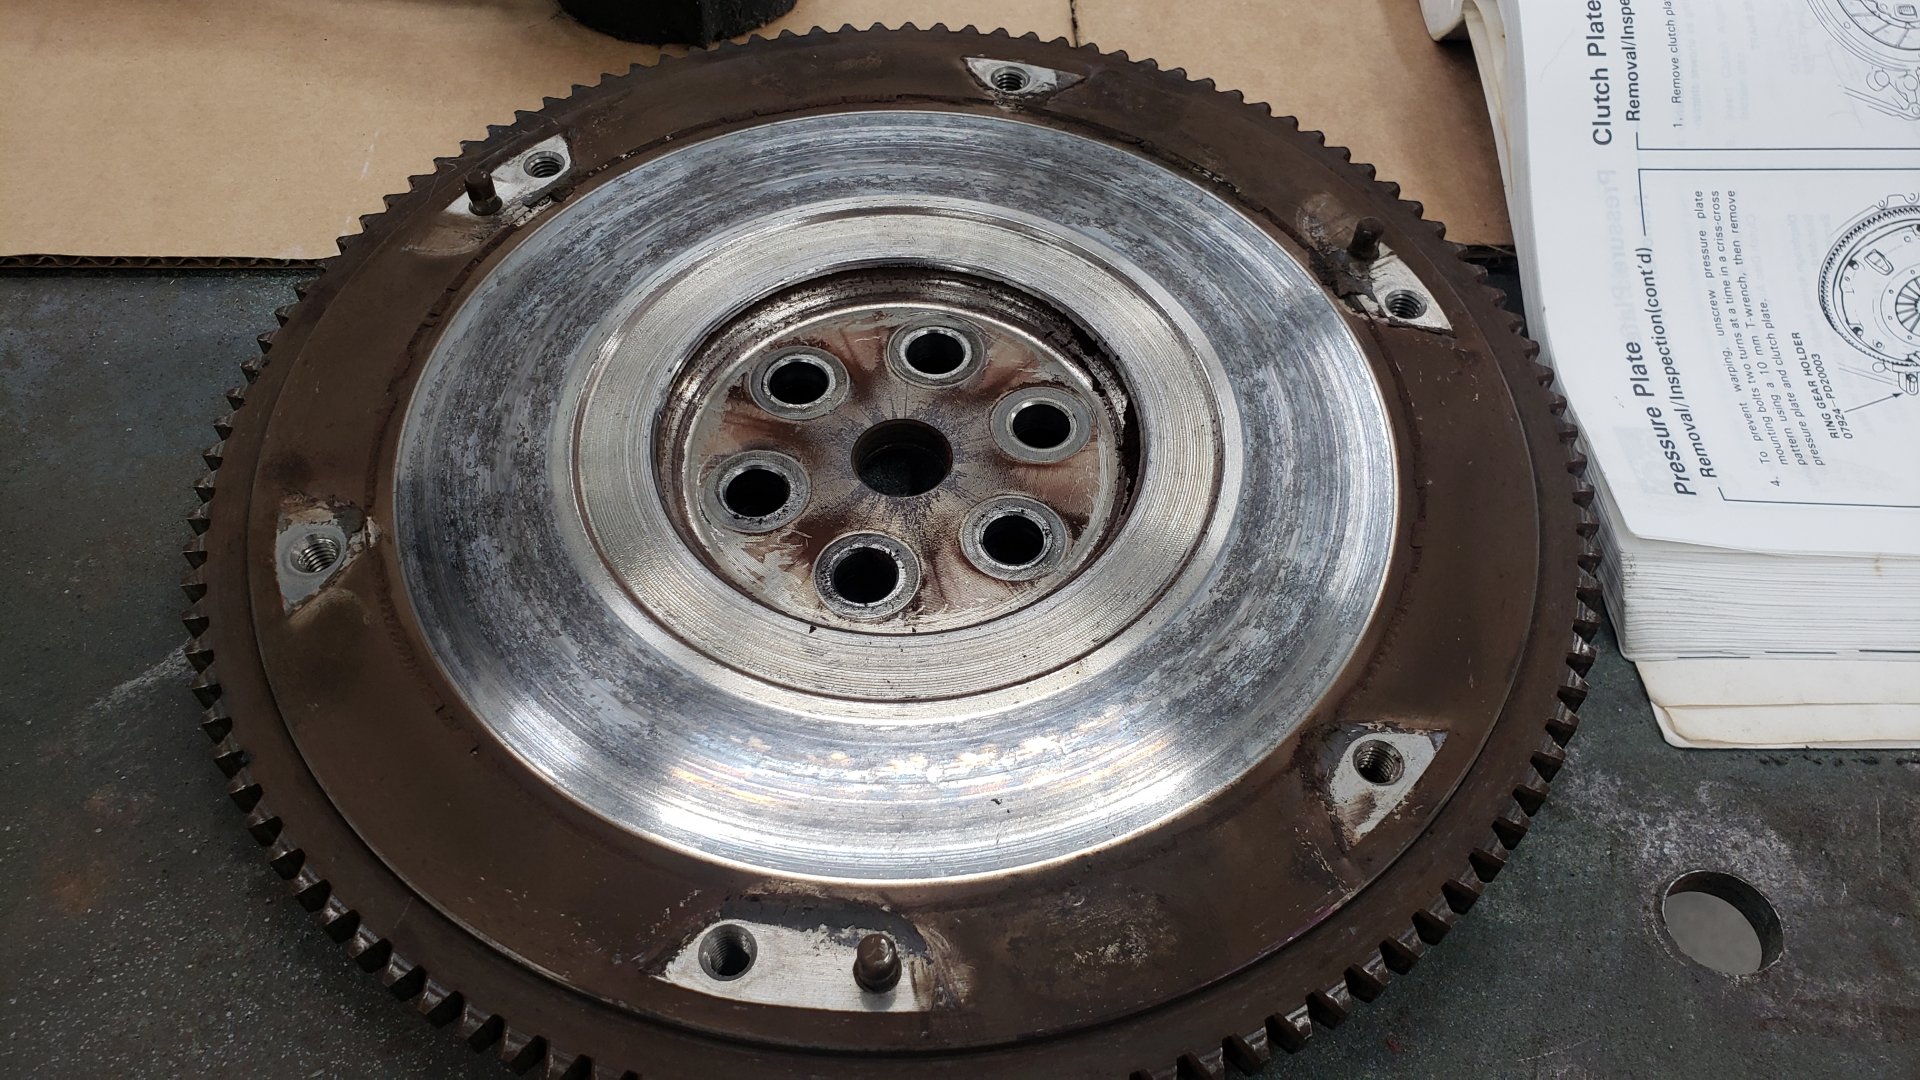 Pressure Plate
Removal/Inspection(cont'd)
4. To prevent warping, unscrew pressure plate
mounting bolts two turns at a time in a criss-cross
pattern using a 10 mm T-wrench, then remove
pressure plate and clutch plate.
RING GEAR HOLDER
07924-PD20003
Clutch Plate
Removal/Inspe
1. Remove clutch pla